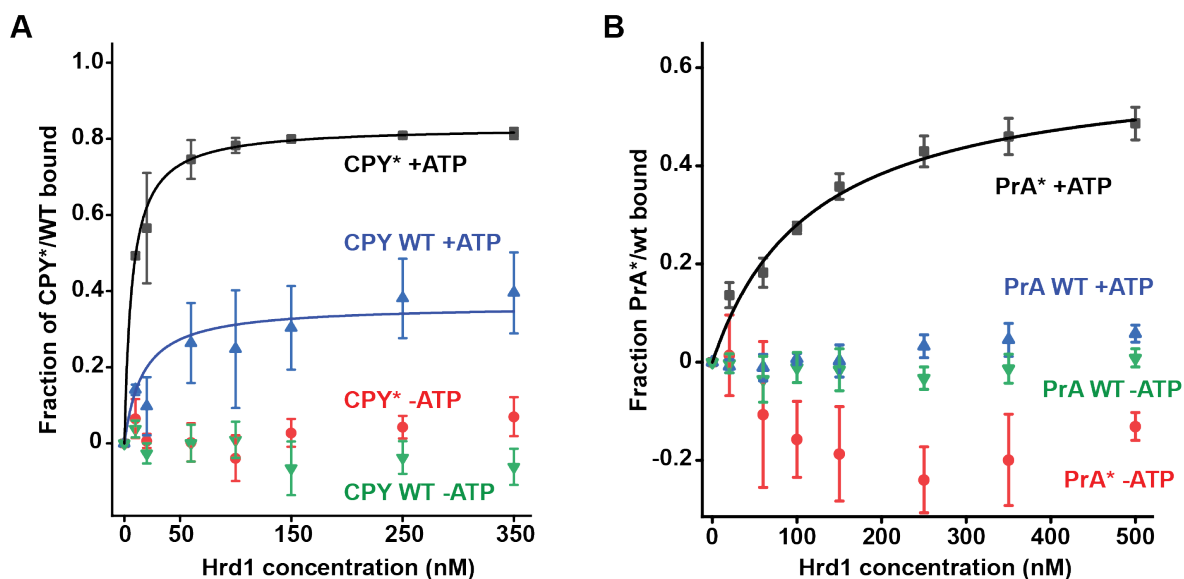 A
Fraction of CPY*/WT bound
1.0
0.8
0.6
0.4
0.2
0
CPY* +ATP
CPY WT +ATP
CPY* -ATP
CPY WT -ATP
0
50
150
250
350
Hrd1 concentration (nM)
B
Fraction PrA*/wt bound
0.6
0.4
0.2
0
-0.2
PrA* +ATP
PrA WT +ATP
PrA WT -ATP
PrA* -ATP
0
100
200
300
400
500
Hrd1 concentration (nM)